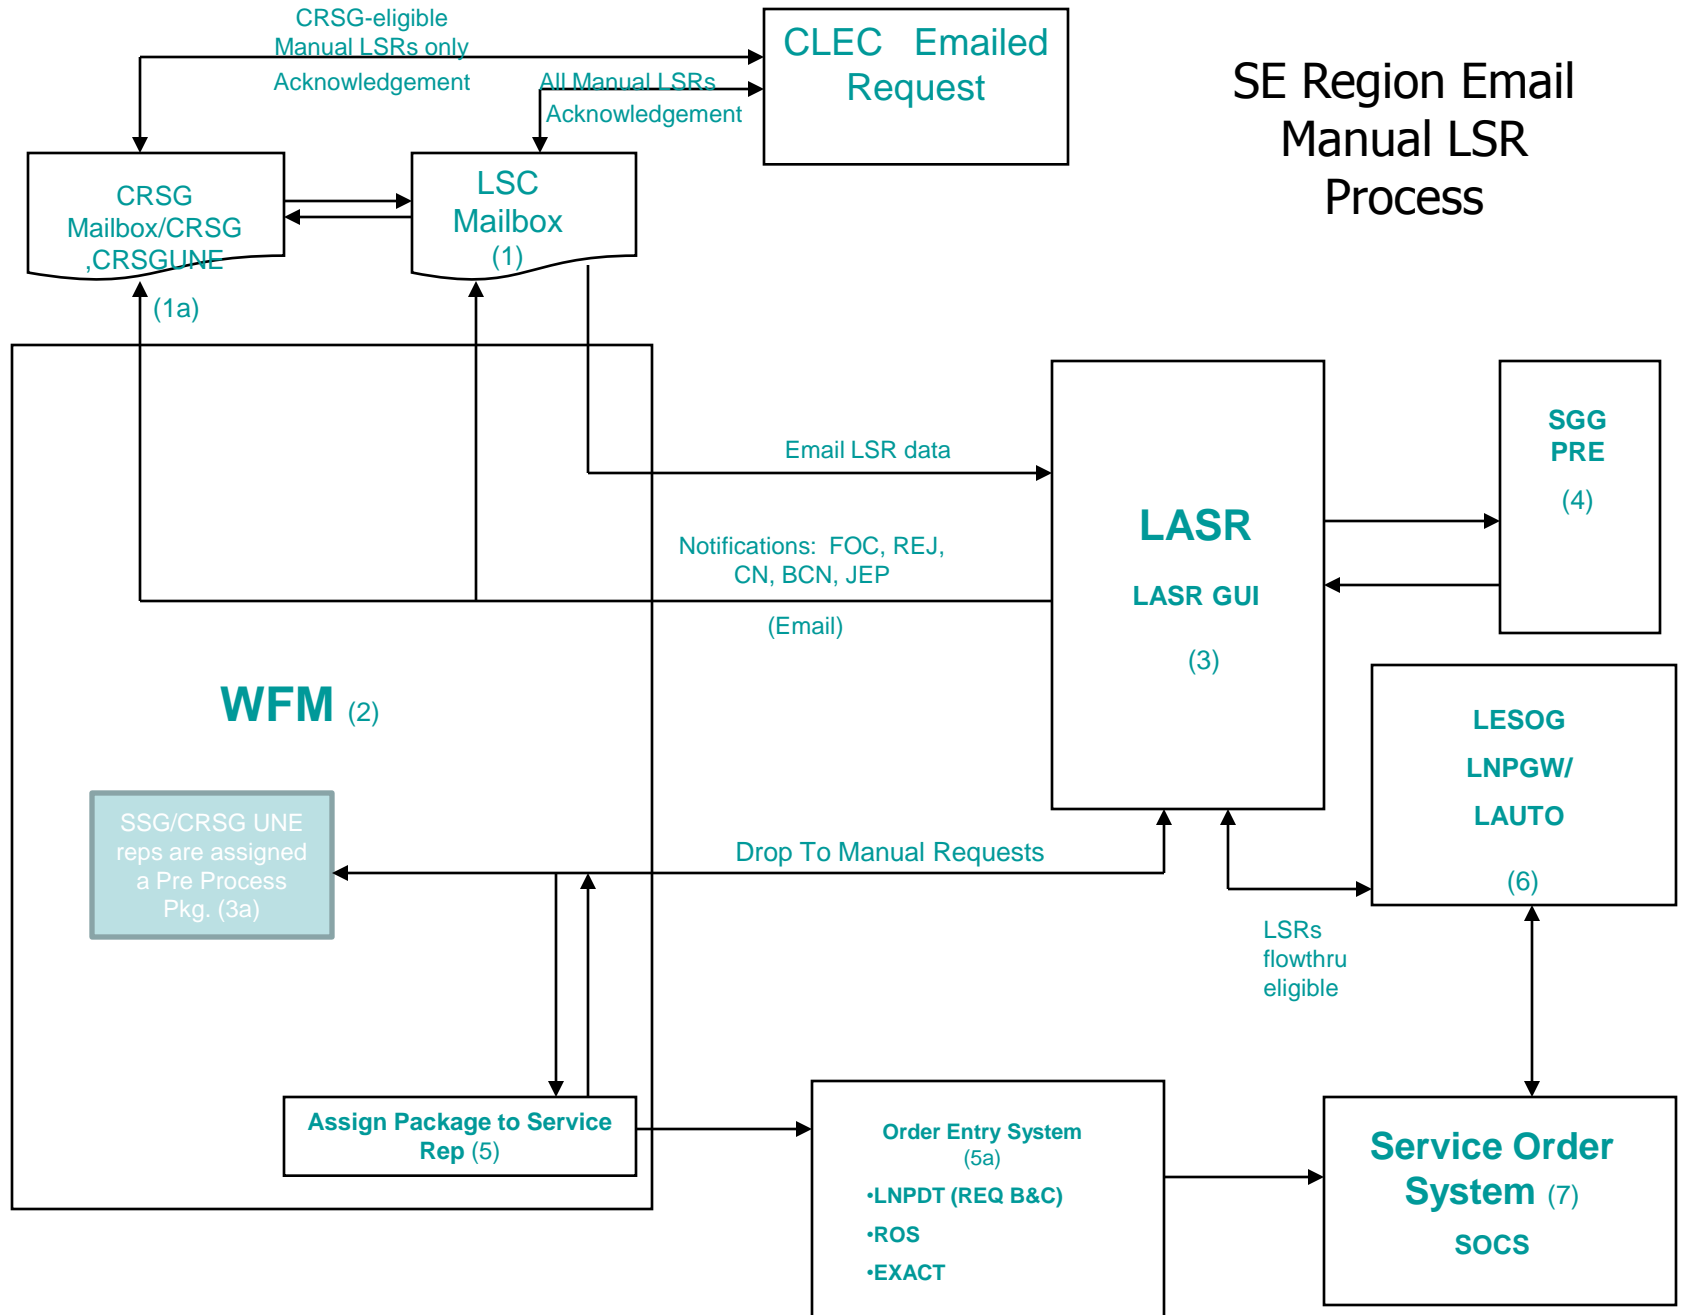 CRSG-eligible
Manual LSRs only
Acknowledgement
All Manual LSRs
Acknowledgement
CLEC Emailed
Request
SE Region Email
Manual LSR
Process
CRSG
Mailbox/CRSG
,CRSGUNE
(1a)
LSC
Mailbox
(1)
Email LSR data
Notifications: FOC, REJ,
CN, BCN, JEP
(Email)
LASR
LASR GUI
(3)
SGG
PRE
(4)
WFM (2)
LESOG
LNPGW/
LAUTO
(6)
SSG/CRSG UNE
reps are assigned
a Pre Process
Pkg. (3a)
Drop To Manual Requests
LSRs
flowthru
eligible
Assign Package to Service
Rep (5)
Order Entry System
(5a)
•LNPDT (REQ B&C)
•ROS
•EXACT
Service Order
System (7)
SOCS